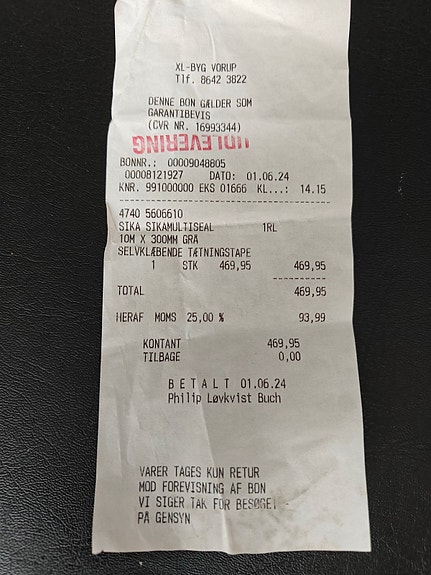 XL-BYG VORUP
Tlf. 8642 3822
DENNE BON GÆLDER SOM
GARANTIBEVIS
(CVR NR. 16993344)
UDLEVERING
BONNR.: 00009048805
00008121927 DATO: 01.06.24
KNR. 991000000 EKS 01666 KL...: 14.15
4740 5606610
SIKA SIKAMULTISEAL 1RL
10M X 300MM GRÅ
SELVKLÆBENDE TÆTNINGSTAPE
1 STK 469,95 469,95
TOTAL 469,95
HERAF MOMS 25,00 % 93,99
KONTANT 469,95
TILBAGE 0,00
B E T A L T 01.06.24
Philip Løvkvist Buch
VARER TAGES KUN RETUR
MOD FOREVISNING AF BON
VI SIGER TAK FOR BESØGET -
PÅ GENSYN